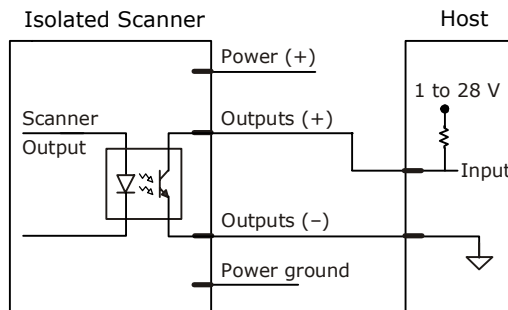 Isolated Scanner
Host
Power (+)
1 to 28 V
Scanner
Output
Outputs (+)
Input
Outputs (–)
Power ground